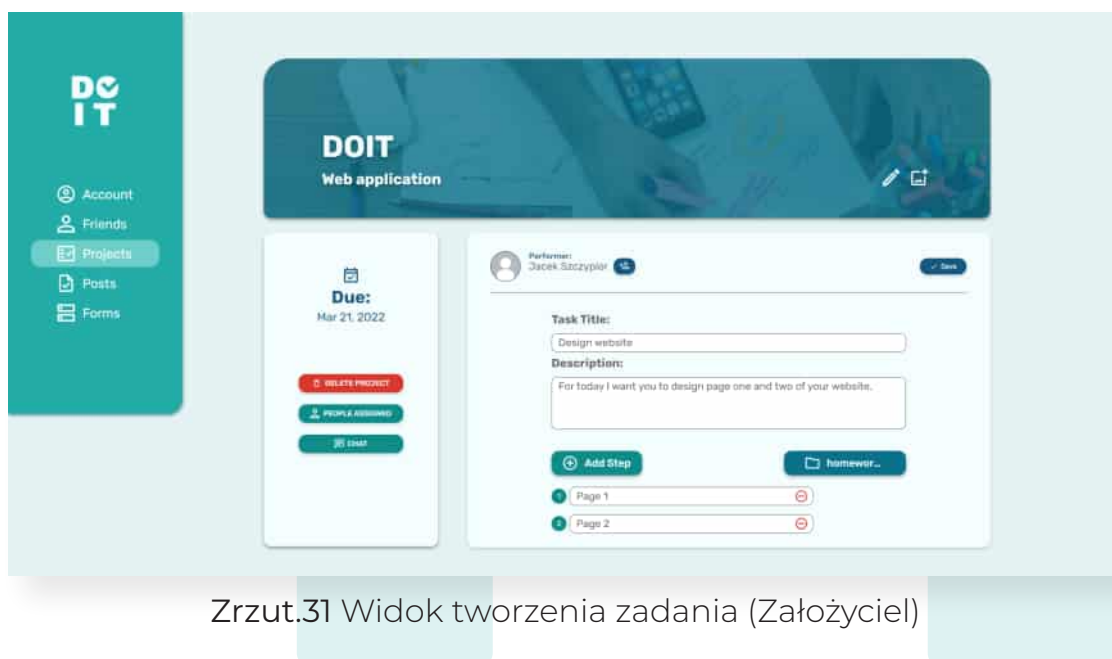 DO
IT
Account
Friends
Projects
Posts
Forms
DOIT
Web application
Due:
Mar 21, 2022
DELETE PROJECT
PEOPLE ASSIGNED
CHAT
Performer:
Jacek Szczypior
Save
Task Title:
Design website
Description:
For today I want you to design page one and two of your website.
Add Step
homewor...
1 Page 1
2 Page 2
Zrzut.31 Widok tworzenia zadania (Założyciel)